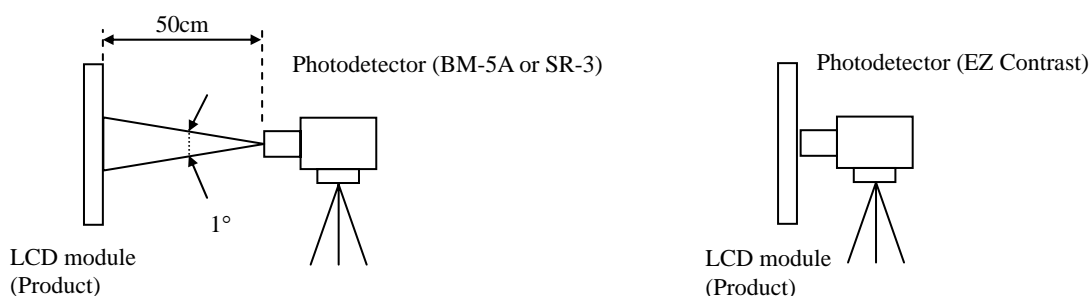 50cm
Photodetector (BM-5A or SR-3)
1°
LCD module
(Product)
Photodetector (EZ Contrast)
LCD module
(Product)